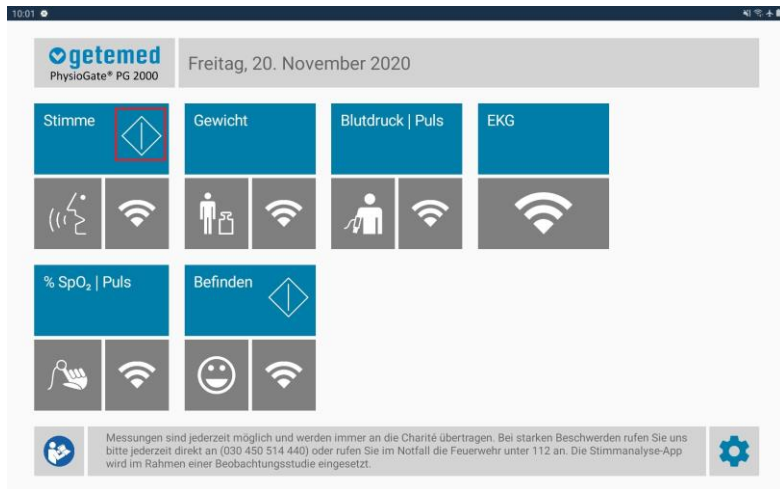 10:01
getemed
PhysioGate® PG 2000
Freitag, 20. November 2020
Stimme
Gewicht
Blutdruck | Puls
EKG
% SpO₂ | Puls
Befinden
Messungen sind jederzeit möglich und werden immer an die Charité übertragen. Bei starken Beschwerden rufen Sie uns
bitte jederzeit direkt an (030 450 514 440) oder rufen Sie im Notfall die Feuerwehr unter 112 an. Die Stimmanalyse-App
wird im Rahmen einer Beobachtungsstudie eingesetzt.